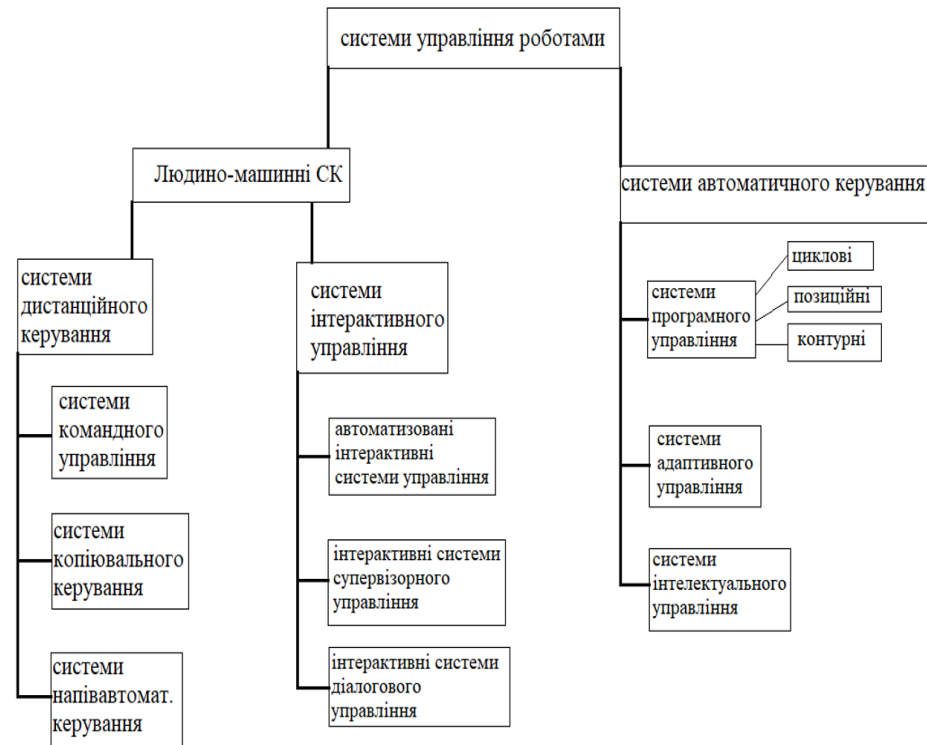 системи управління роботами
Людино-машинні СК
системи автоматичного керування
системи
дистанційного
керування
системи
командного
управління
системи
копіювального
керування
системи
напівавтомат.
керування
системи
інтерактивного
управління
автоматизовані
інтерактивні
системи управління
інтерактивні системи
супервізорного
управління
інтерактивні системи
діалогового
управління
системи
програмного
управління
циклові
позиційні
контурні
системи
адаптивного
управління
системи
інтелектуального
управління